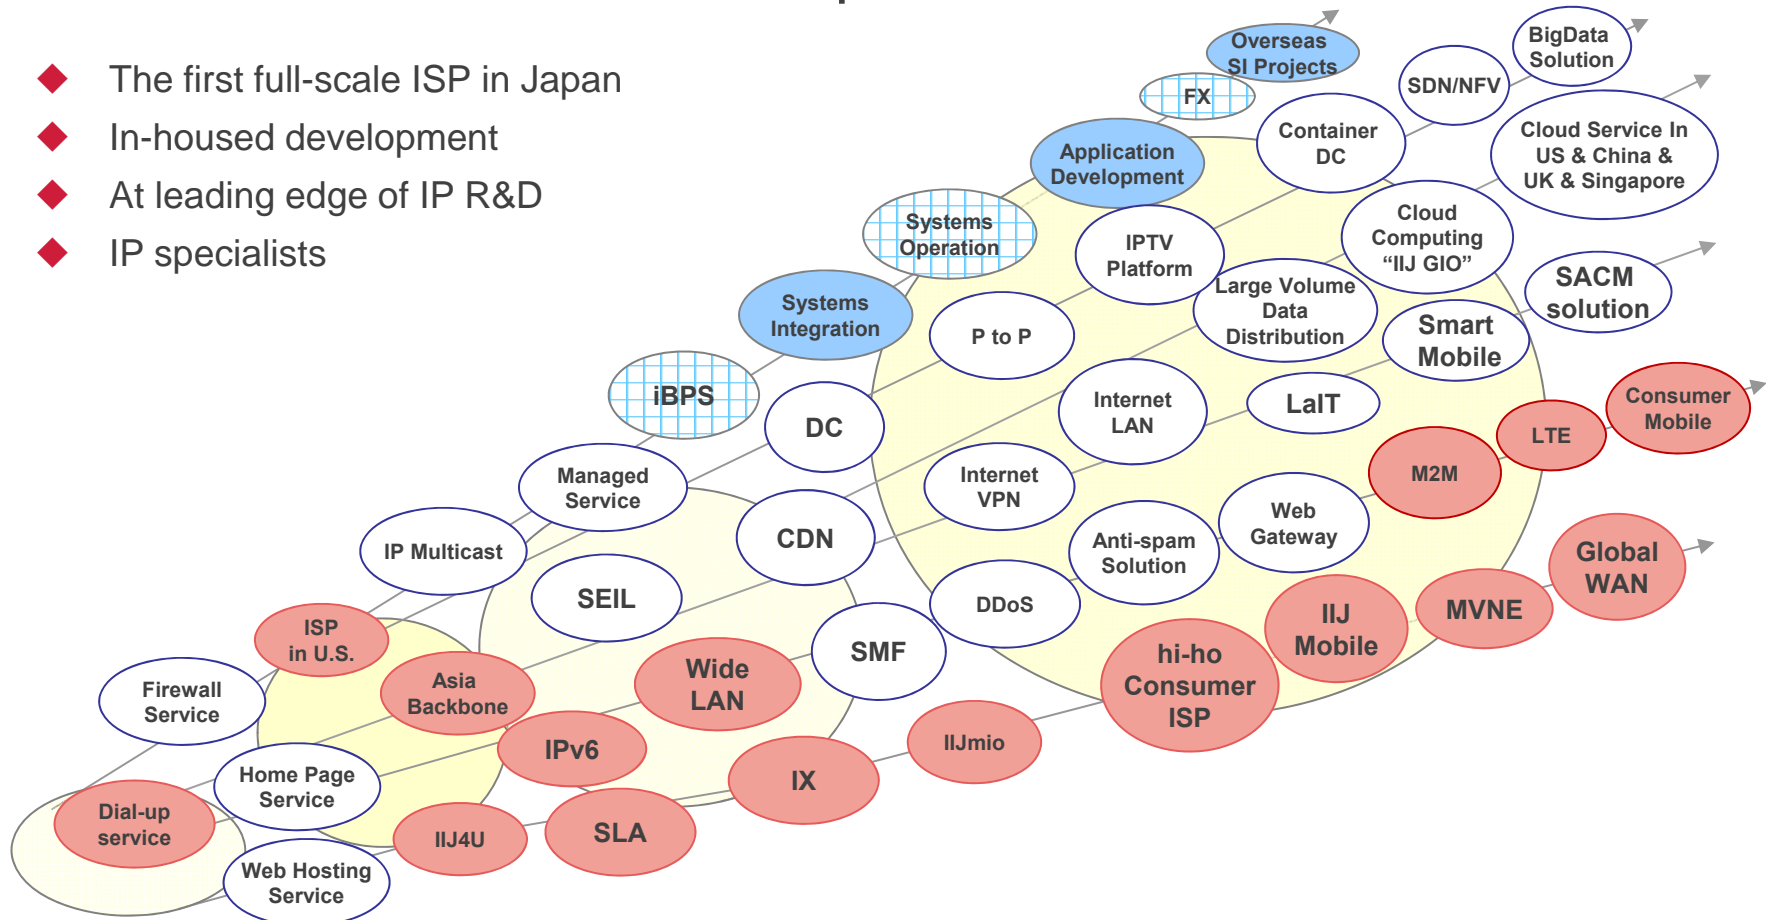 The first full-scale ISP in Japan
In-housed development
At leading edge of IP R&D
IP specialists
Overseas
SI Projects
BigData
Solution
SDN/NFV
FX
Container
DC
Cloud Service In
US & China &
UK & Singapore
Application
Development
Systems
Operation
IPTV
Platform
Cloud
Computing
“IIJ GIO”
Systems
Integration
Large Volume
Data
Distribution
SACM
solution
P to P
Smart
Mobile
iBPS
DC
Internet
LAN
LaIT
Consumer
Mobile
LTE
Managed
Service
Internet
VPN
M2M
IP Multicast
CDN
Anti-spam
Solution
Web
Gateway
Global
WAN
SEIL
DDoS
MVNE
ISP
in U.S.
SMF
IIJ
Mobile
Firewall
Service
Asia
Backbone
Wide
LAN
hi-ho
Consumer
ISP
IPv6
IIJmio
Home Page
Service
IX
Dial-up
service
IIJ4U
SLA
Web Hosting
Service